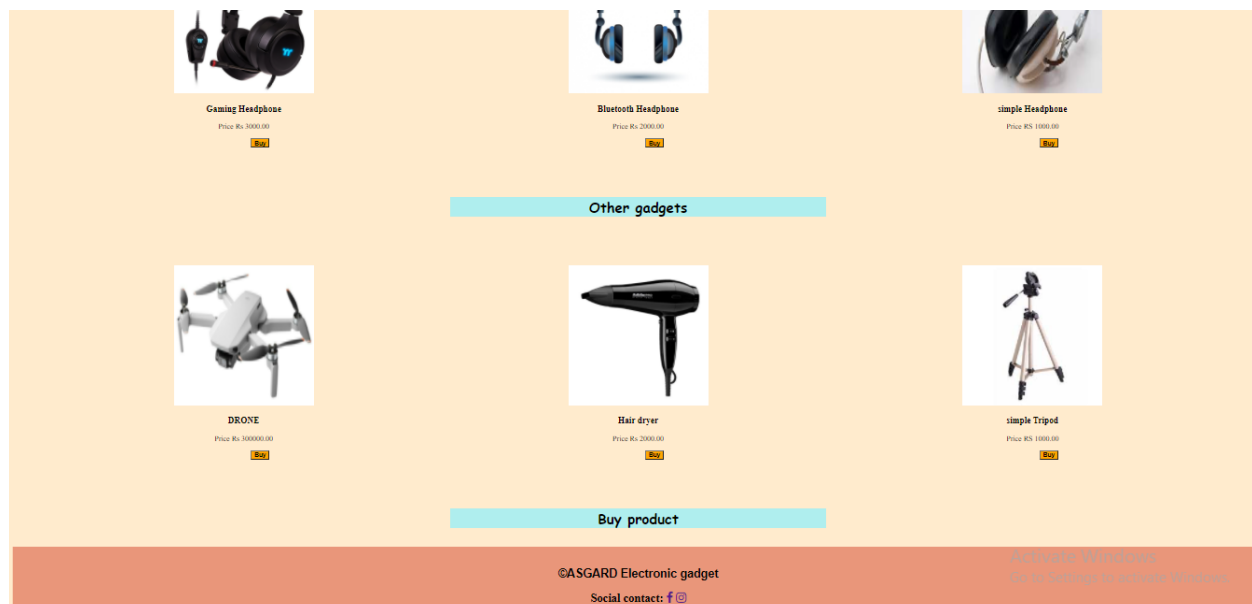 Gaming Headphone
Bluetooth Headphone
simple Headphone
Price Rs 3000.00
Price Rs 2000.00
Price RS 1000.00
Buy
Buy
Buy
Other gadgets
DRONE
Hair dryer
simple Tripod
Price Rs 300000.00
Price Rs 2000.00
Price RS 1000.00
Buy
Buy
Buy
Buy product
Activate Windows
Go to Settings to activate Windows.
©ASGARD Electronic gadget
Social contact: